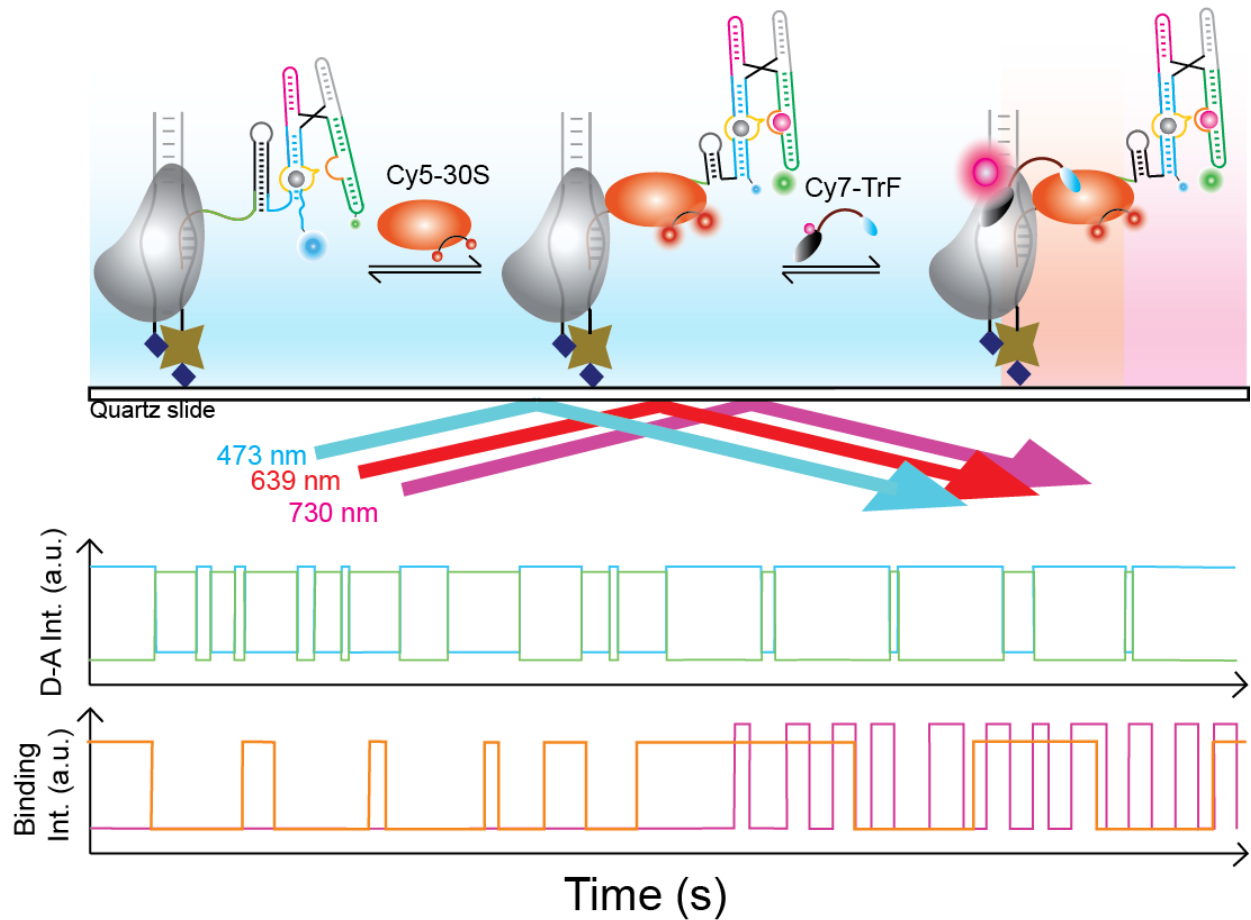 Cy5-30S
Cy7-TrF
Quartz slide
473 nm
639 nm
730 nm
D-A Int. (a.u.)
Binding
Int. (a.u.)
Time (s)